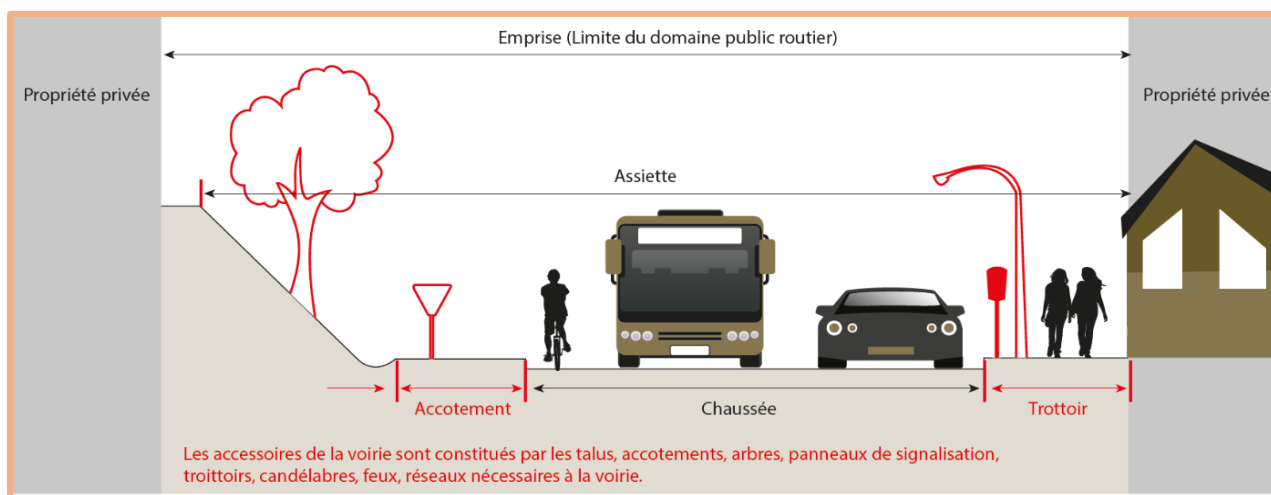 Emprise (Limite du domaine public routier)
Propriété privée
Propriété privée
Assiette
Accotement
Chaussée
Trottoir
Les accessoires de la voirie sont constitués par les talus, accotements, arbres, panneaux de signalisation,
troittoirs, candélabres, feux, réseaux nécessaires à la voirie.